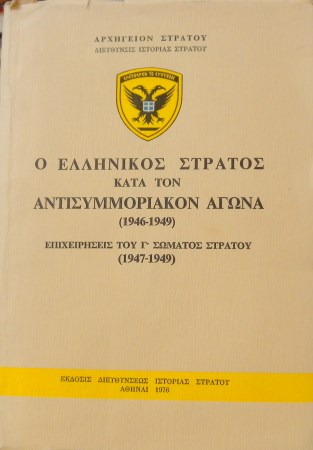 ΑΡΧΗΓΕΙΟΝ ΣΤΡΑΤΟΥ
ΔΙΕΥΘΥΝΣΙΣ ΙΣΤΟΡΙΑΣ ΣΤΡΑΤΟΥ
Ο ΕΛΛΗΝΙΚΟΣ ΣΤΡΑΤΟΣ
ΚΑΤΑ ΤΟΝ
ΑΝΤΙΣΥΜΜΟΡΙΑΚΟΝ ΑΓΩΝΑ
(1946-1949)
ΕΠΙΧΕΙΡΗΣΕΙΣ ΤΟΥ Γ' ΣΩΜΑΤΟΣ ΣΤΡΑΤΟΥ
(1947-1949)
ΕΚΔΟΣΙΣ ΔΙΕΥΘΥΝΣΕΩΣ ΙΣΤΟΡΙΑΣ ΣΤΡΑΤΟΥ
ΑΘΗΝΑΙ 1976